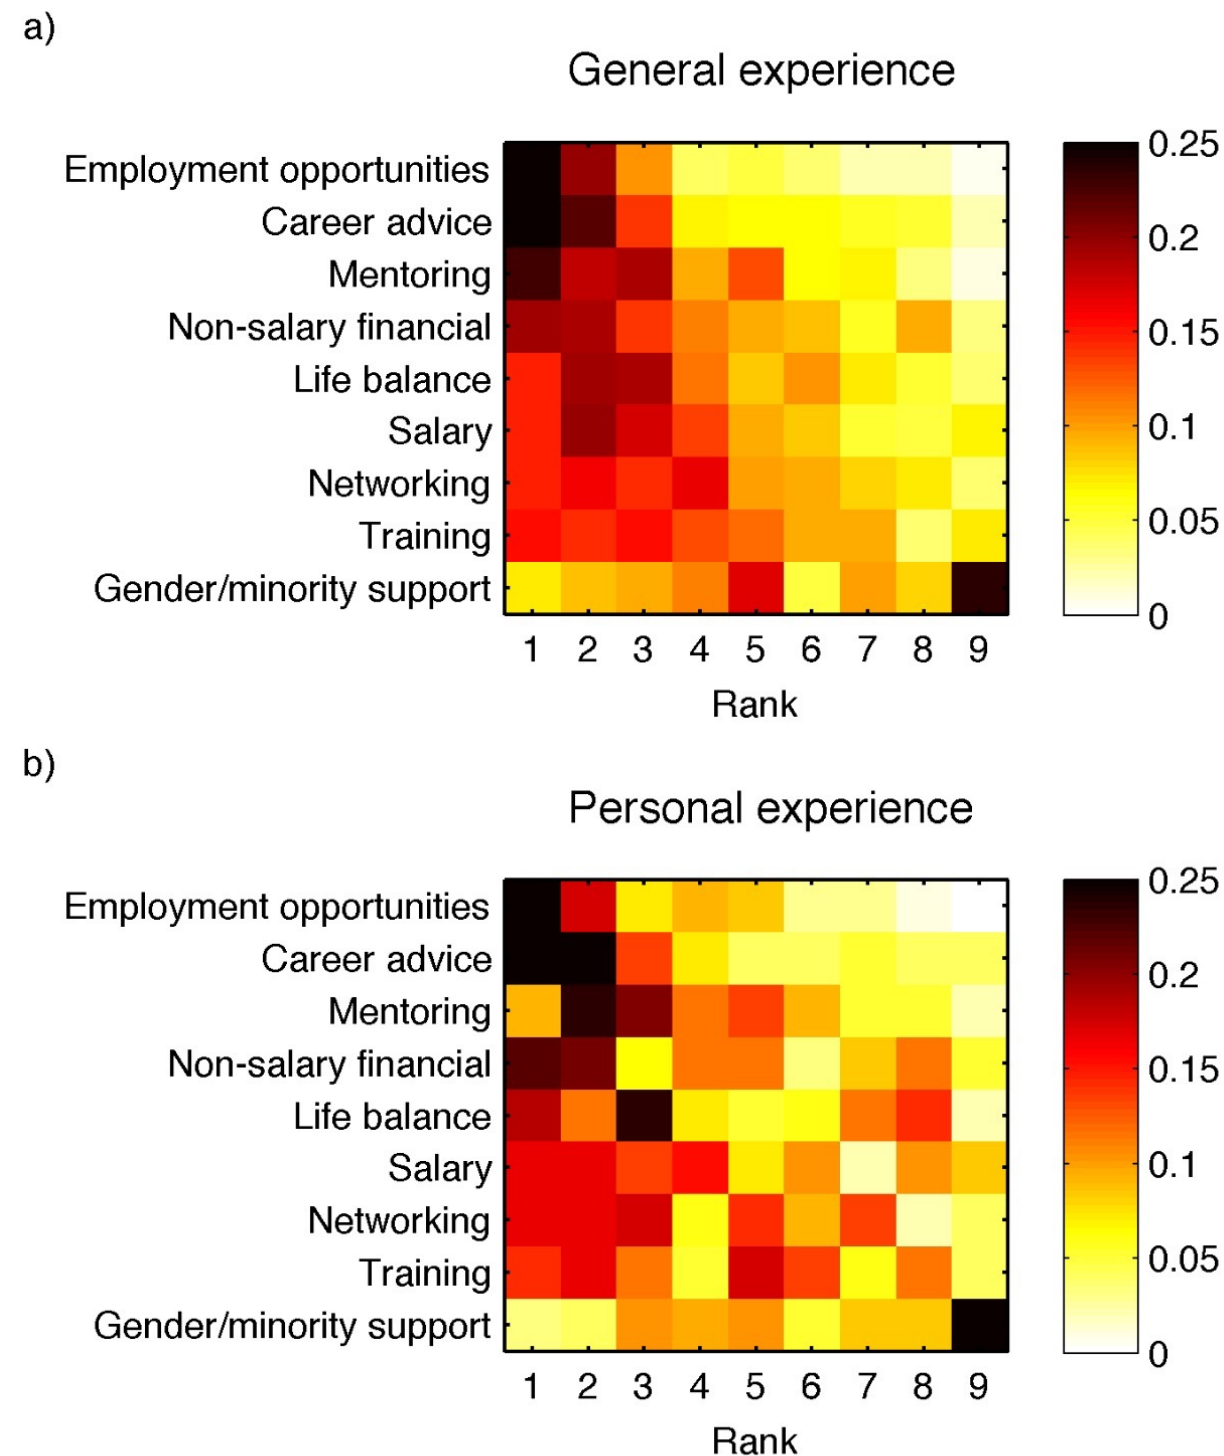 a)
General experience
Employment opportunities
Career advice
Mentoring
Non-salary financial
Life balance
Salary
Networking
Training
Gender/minority support
1 2 3 4 5 6 7 8 9
Rank
0.25
0.2
0.15
0.1
0.05
0
b)
Personal experience
Employment opportunities
Career advice
Mentoring
Non-salary financial
Life balance
Salary
Networking
Training
Gender/minority support
1 2 3 4 5 6 7 8 9
Rank
0.25
0.2
0.15
0.1
0.05
0